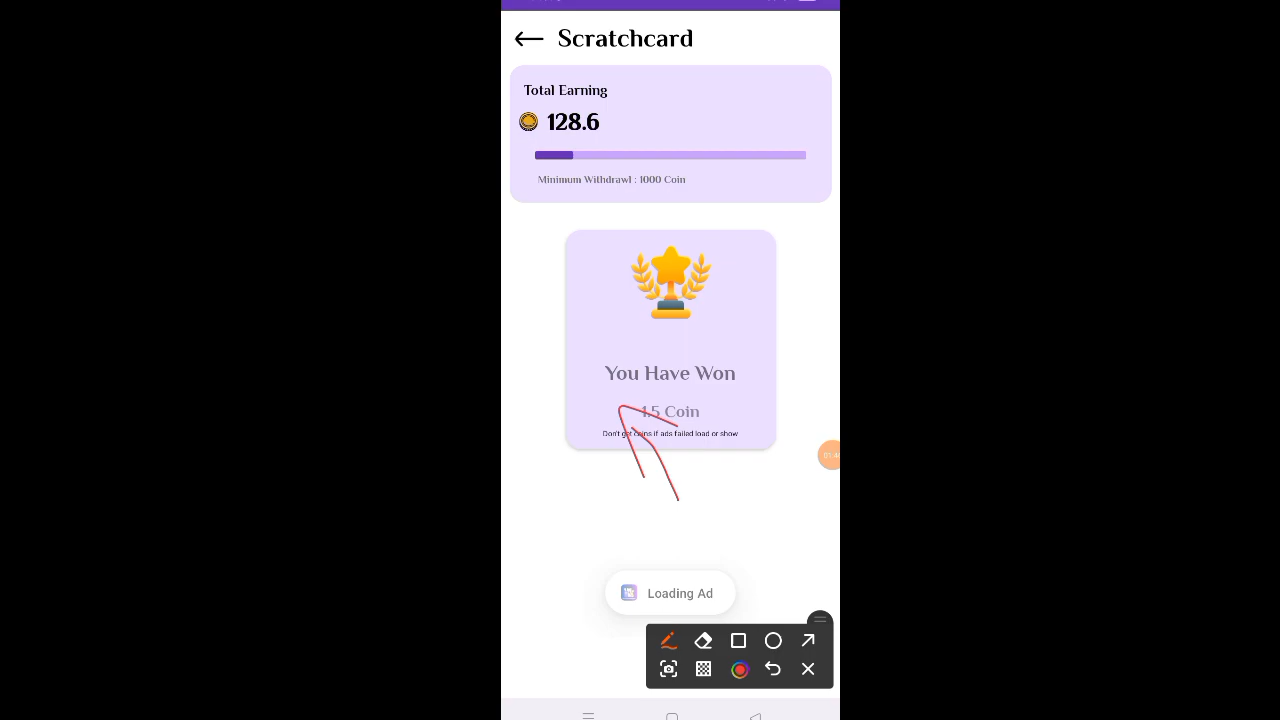 Scratchcard
Total Earning
128.6
Minimum Withdrawl : 1000 Coin
You Have Won
1.5 Coin
Don't get coins if ads failed load or show
Loading Ad